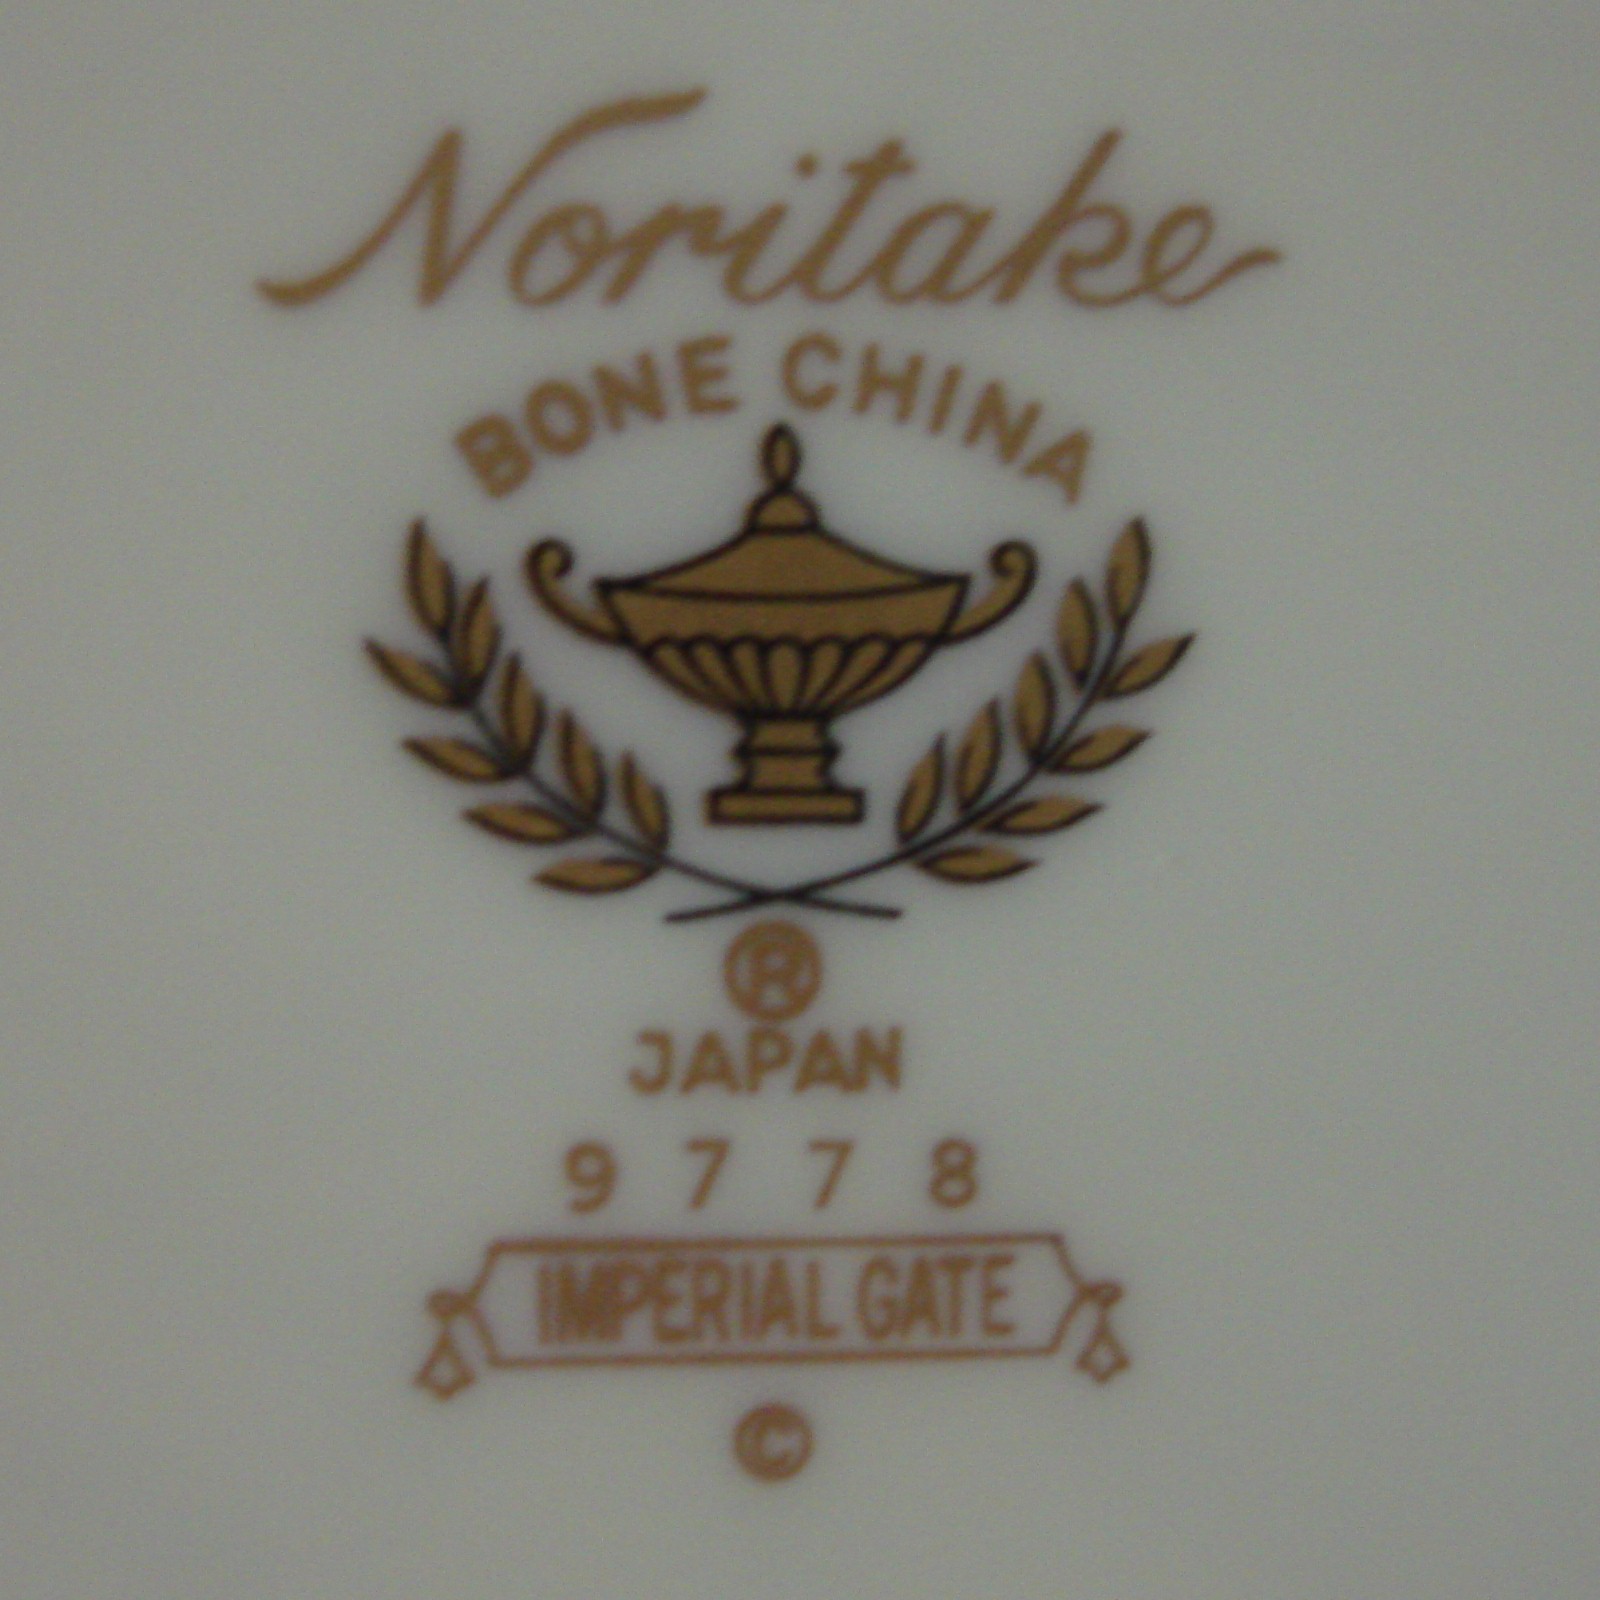 Noritake
BONE CHINA
®
JAPAN
9778
IMPERIAL GATE
©